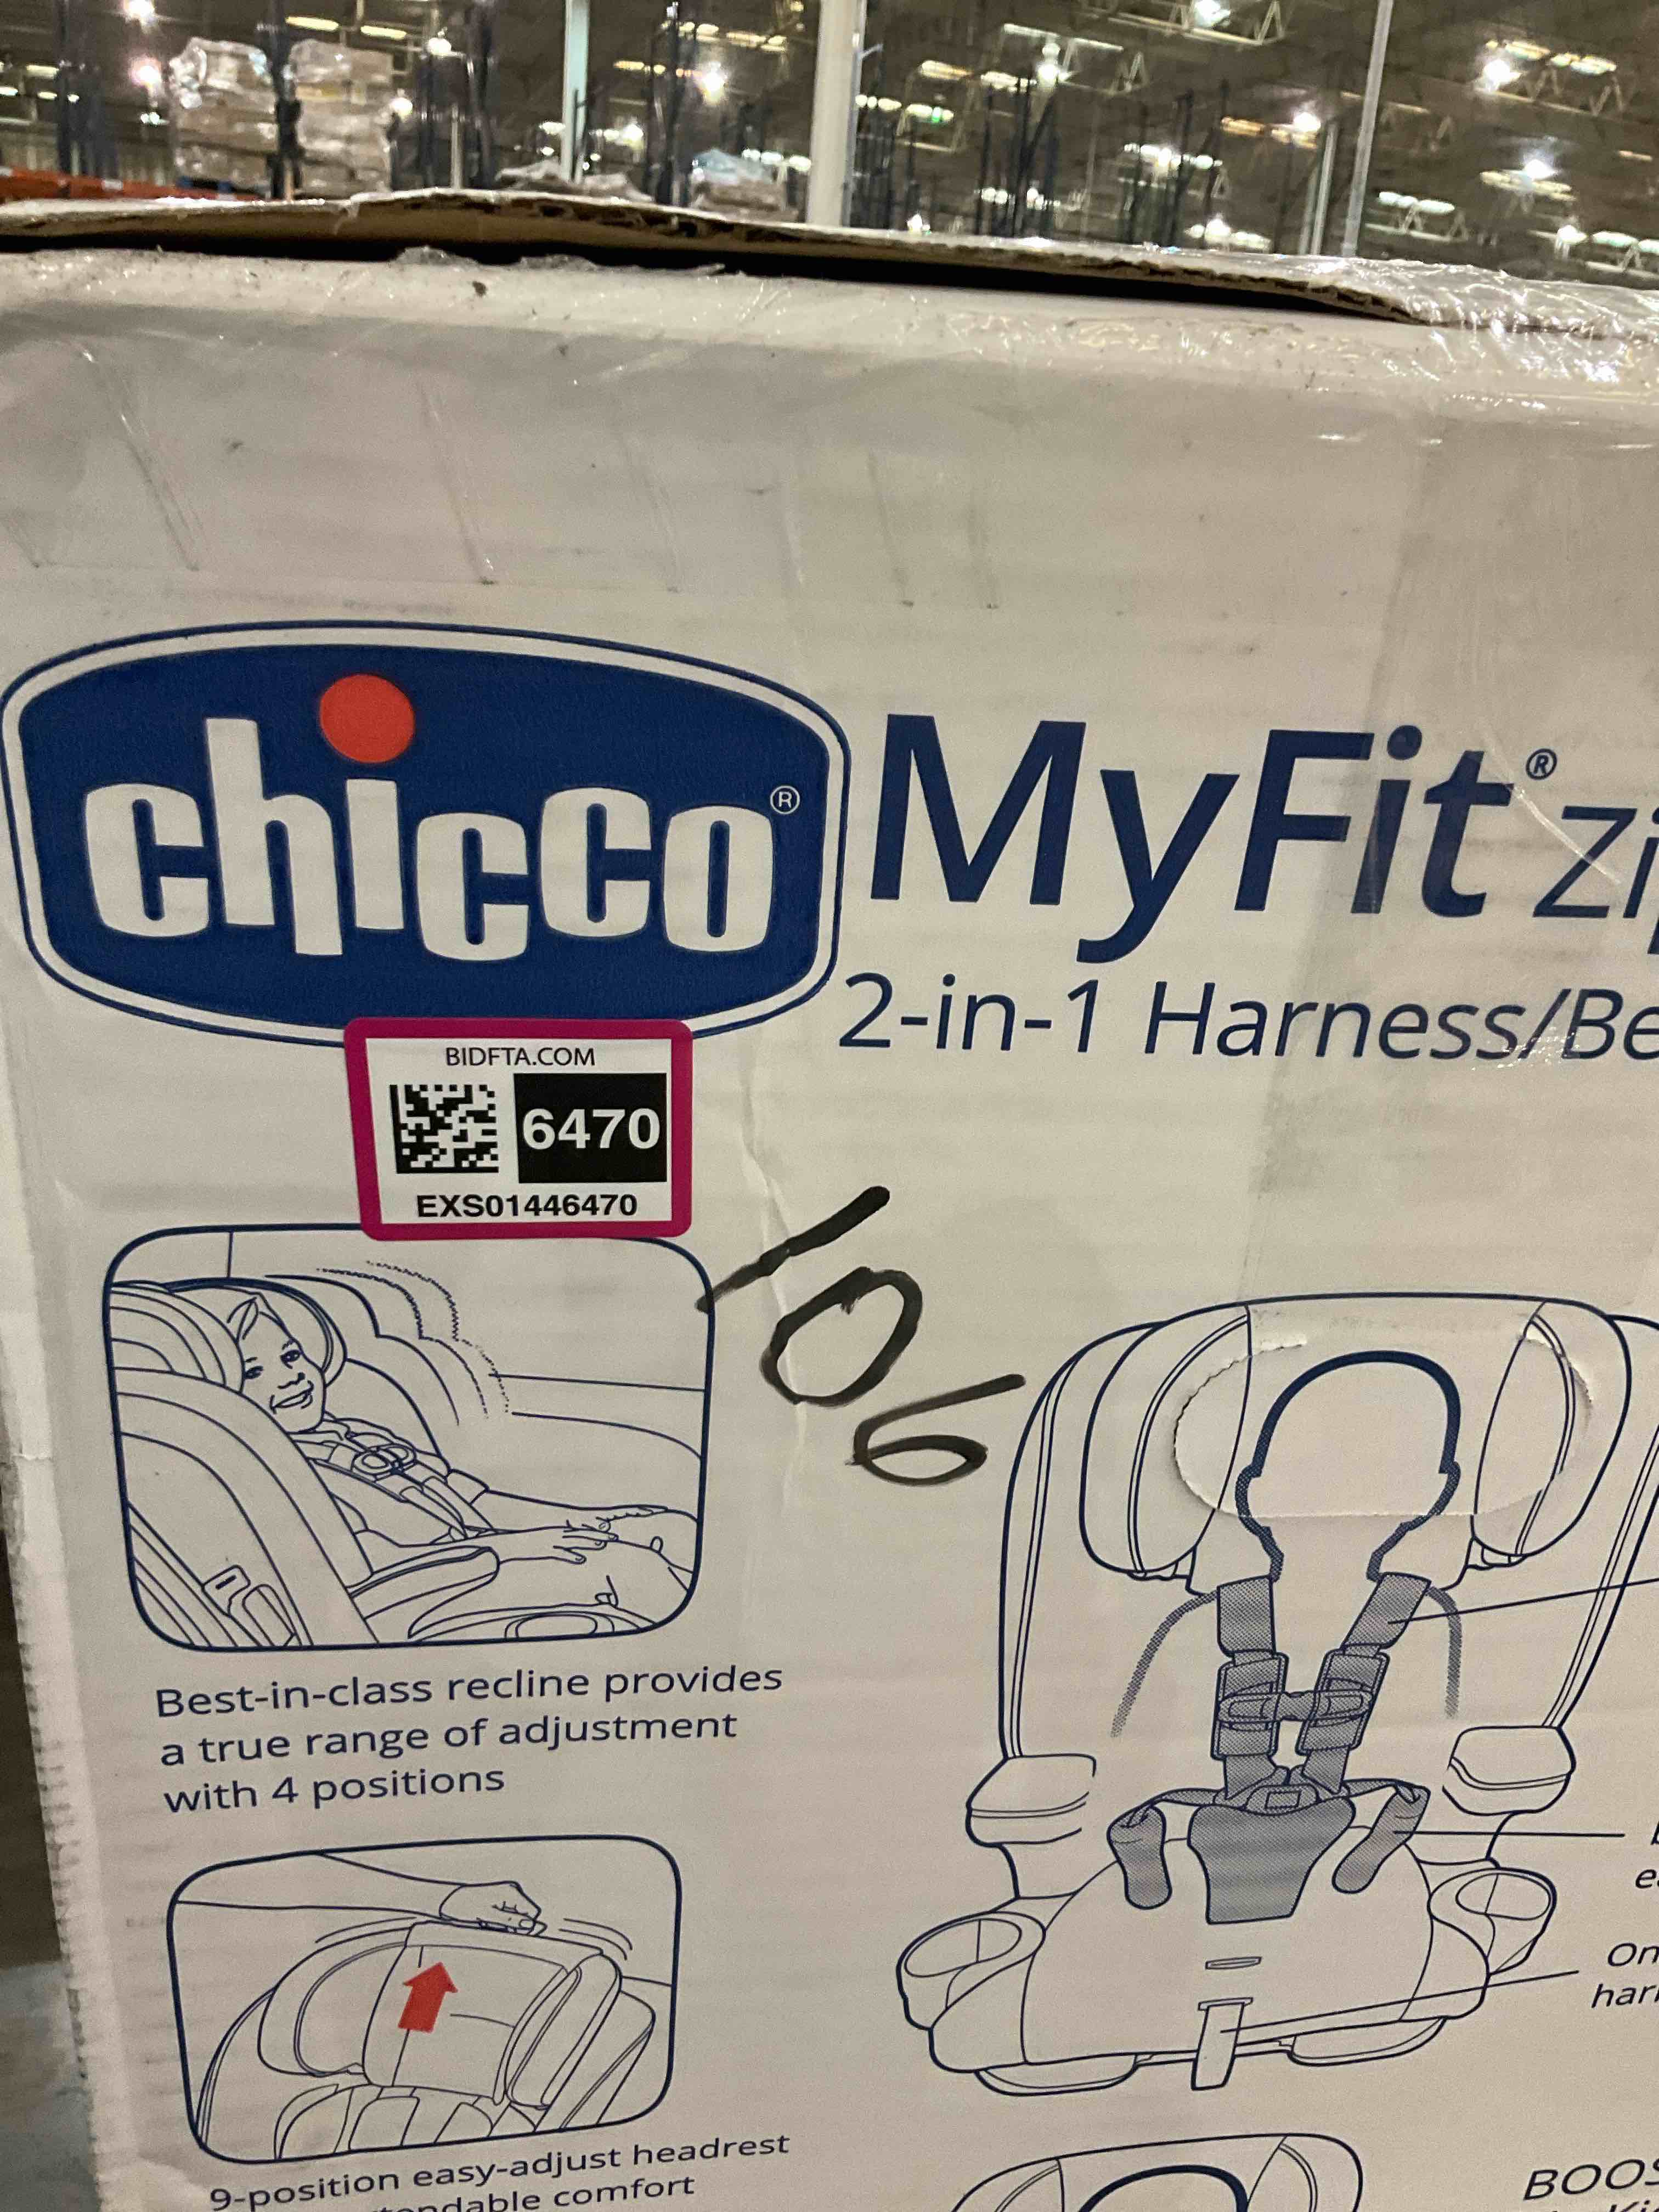 chicco®
MyFit®
2-in-1 Harness/
BIDFTA.COM
6470
EXS01446470
106
Best-in-class recline provides
a true range of adjustment
with 4 positions
9-position easy-adjust headrest
comfort